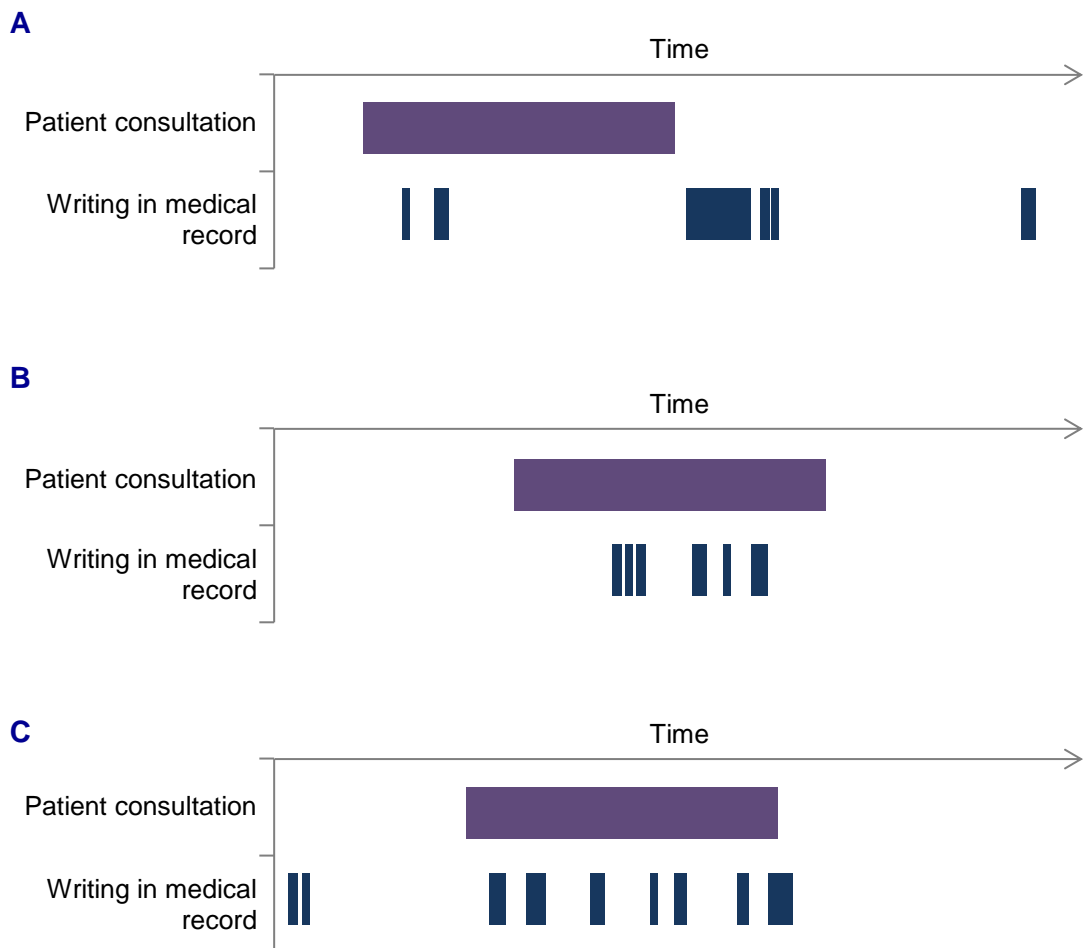 A
Time
Patient consultation
Writing in medical
record
B
Time
Patient consultation
Writing in medical
record
C
Time
Patient consultation
Writing in medical
record